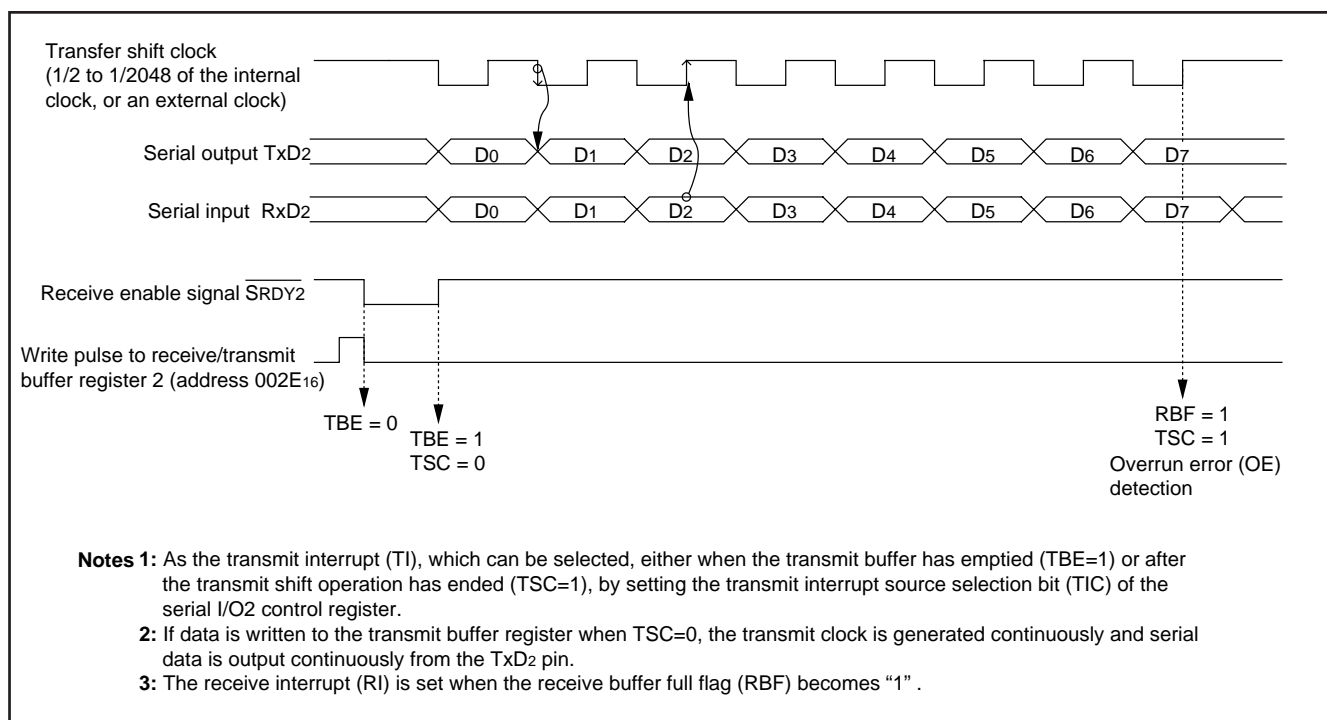 Transfer shift clock
(1/2 to 1/2048 of the internal
clock, or an external clock)
Serial output TxD2 D0 D1 D2 D3 D4 D5 D6 D7
Serial input RxD2 D0 D1 D2 D3 D4 D5 D6 D7
Receive enable signal SRDY2
Write pulse to receive/transmit
buffer register 2 (address 002E16)
TBE = 0
TBE = 1
TSC = 0
RBF = 1
TSC = 1
Overrun error (OE)
detection
Notes 1: As the transmit interrupt (TI), which can be selected, either when the transmit buffer has emptied (TBE=1) or after
the transmit shift operation has ended (TSC=1), by setting the transmit interrupt source selection bit (TIC) of the
serial I/O2 control register.
2: If data is written to the transmit buffer register when TSC=0, the transmit clock is generated continuously and serial
data is output continuously from the TxD2 pin.
3: The receive interrupt (RI) is set when the receive buffer full flag (RBF) becomes “1” .